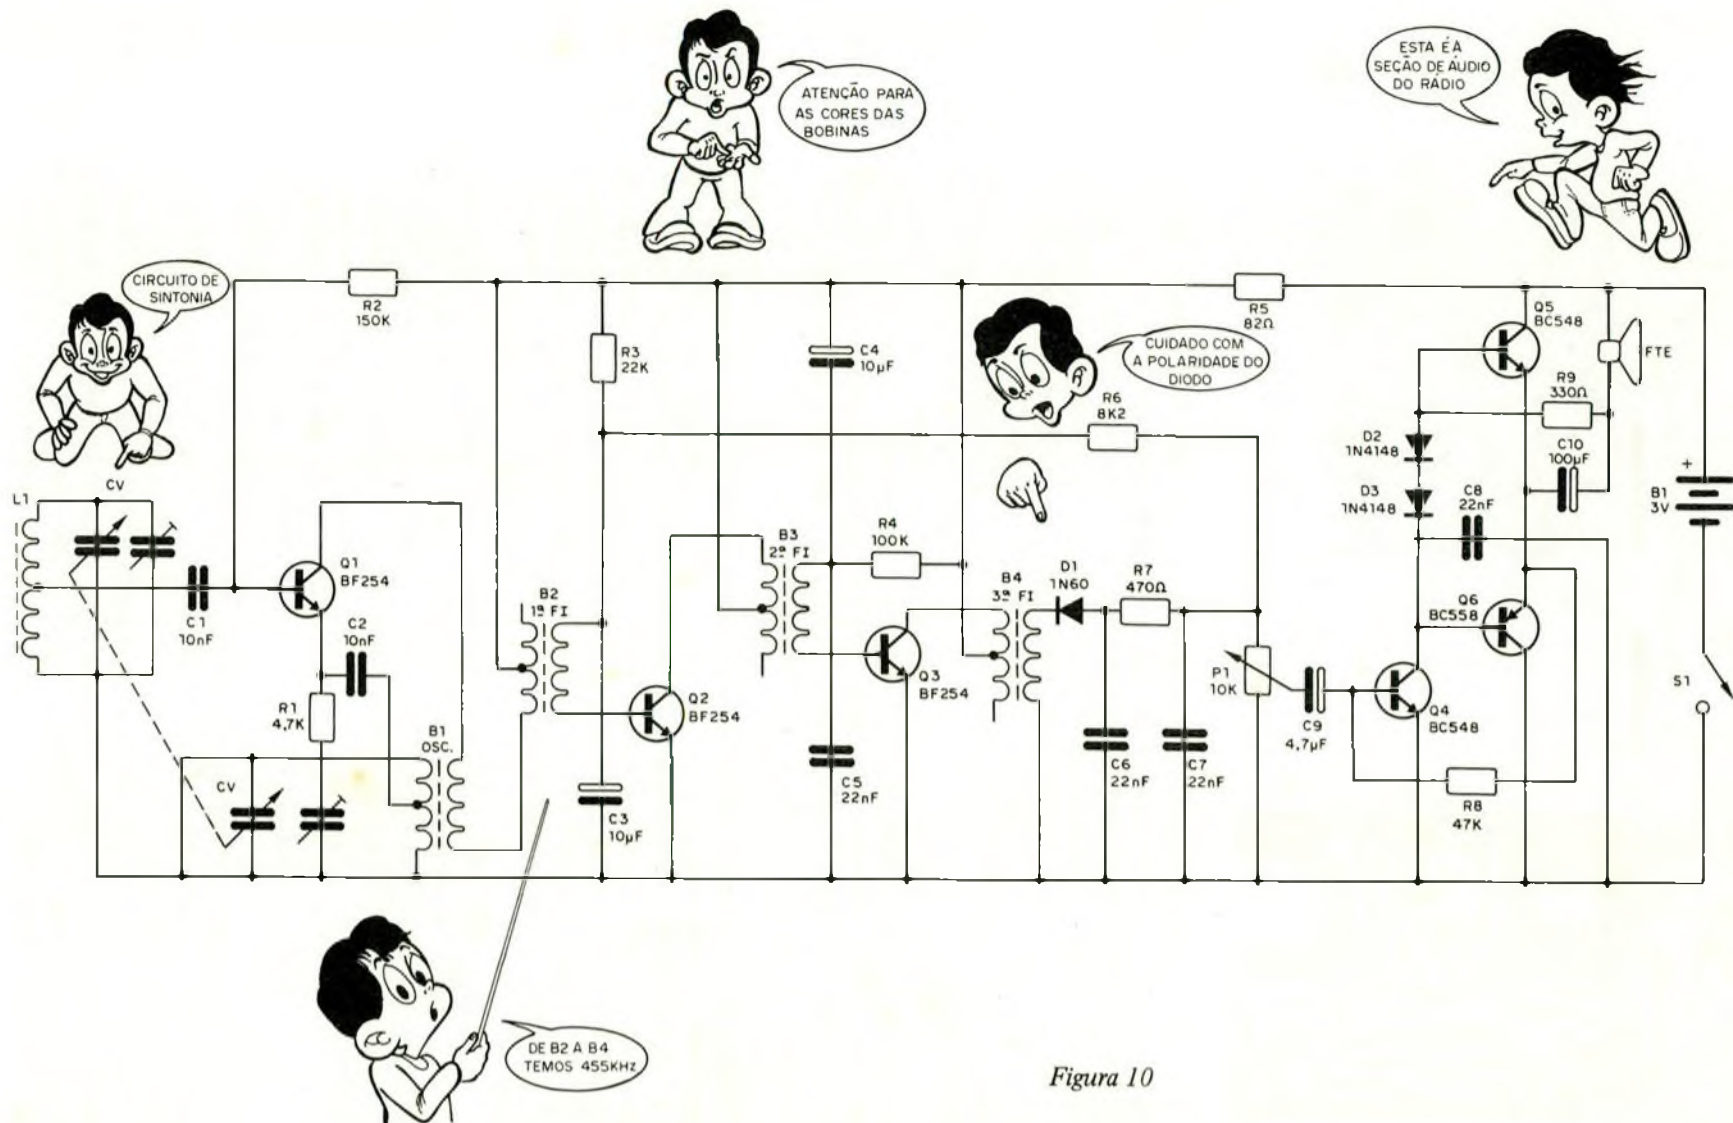 ATENÇÃO PARA
AS CORES DAS
BOBINAS
ESTA É A
SEÇÃO DE ÁUDIO
DO RÁDIO
CIRCUITO DE
SINTONIA
CUIDADO COM
A POLARIDADE DO
DIODO
DE B2 A B4
TEMOS 455KHz
L1
CV
C1
10nF
R2
150K
Q1
BF254
C2
10nF
R1
4,7K
CV
B1
OSC.
B2
1ª FI
R3
22K
C3
10µF
Q2
BF254
C4
10µF
B3
2ª FI
R4
100K
C5
22nF
Q3
BF254
B4
3ª FI
D1
1N60
R7
470Ω
R6
8K2
R5
82Ω
C6
22nF
C7
22nF
P1
10K
C9
4,7µF
Q4
BC548
R8
47K
D2
1N4148
D3
1N4148
C8
22nF
Q5
BC548
Q6
BC558
R9
330Ω
C10
100µF
FTE
+
B1
3V
S1
Figura 10